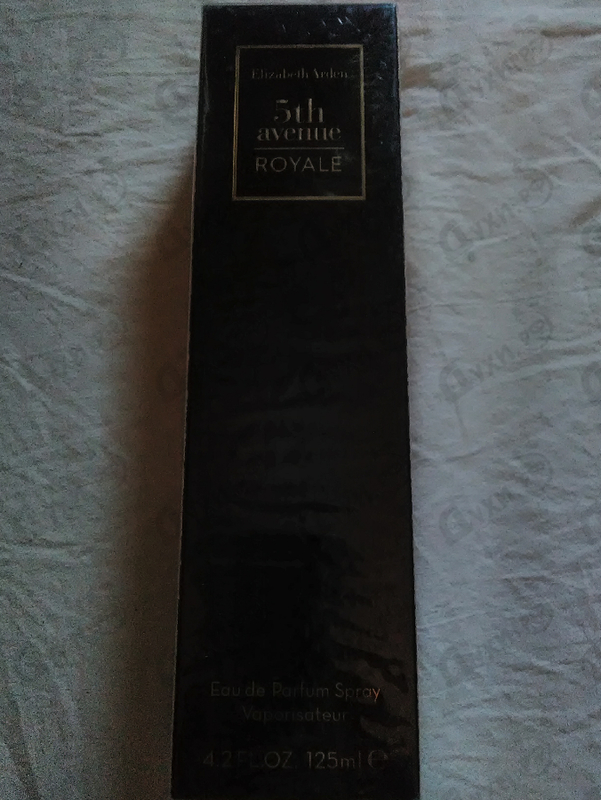 Elizabeth Arden
5th
avenue
ROYALE
Eau de Parfum Spray
Vaporisateur
4.2 FL.OZ. 125ml ℮